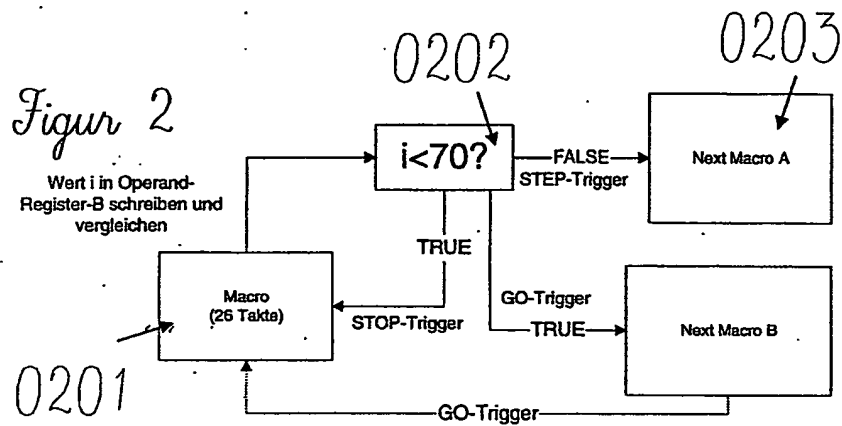 Figur 2
0202
0203
Wert i in Operand-
Register-B schreiben und
vergleichen
i<70?
FALSE
STEP-Trigger
Next Macro A
TRUE
STOP-Trigger
GO-Trigger
TRUE
Macro
(26 Takte)
Next Macro B
0201
GO-Trigger